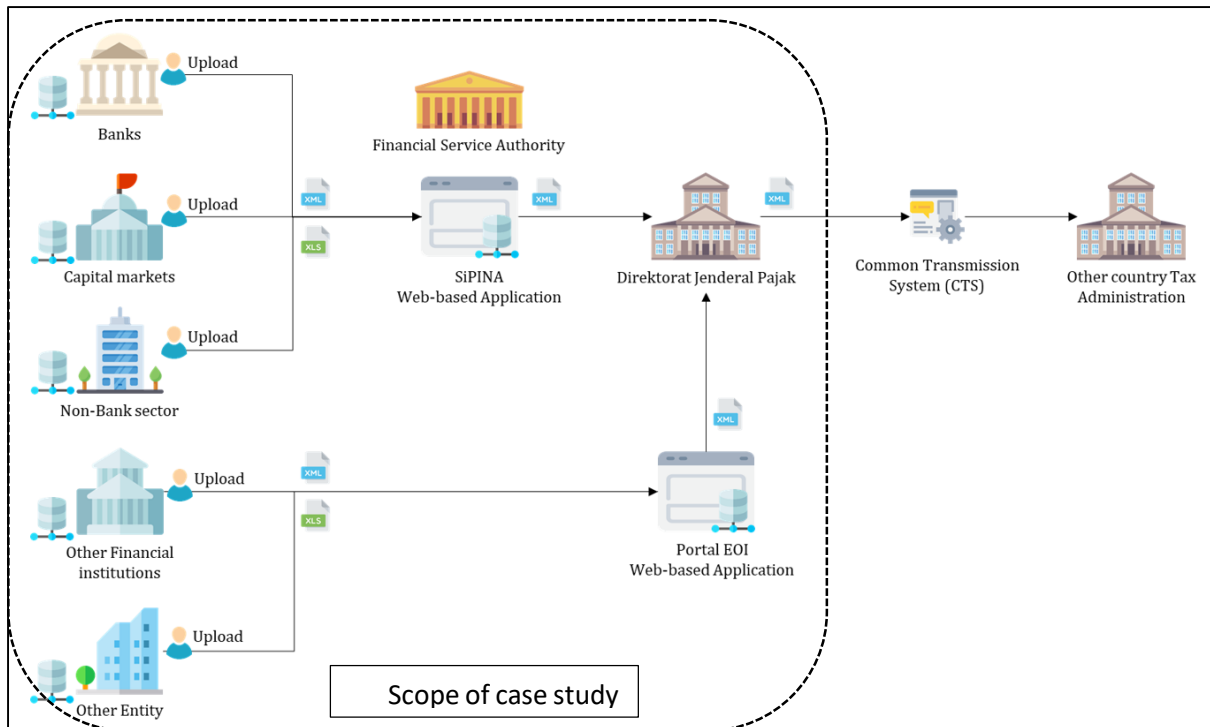 Upload
Banks
Financial Service Authority
Upload
XML
XML
XML
XLS
Capital markets
SiPINA
Web-based Application
Direktorat Jenderal Pajak
Common Transmission
System (CTS)
Other country Tax
Administration
Upload
Non-Bank sector
XML
Upload
XML
XLS
Other Financial
institutions
Portal EOI
Web-based Application
Upload
Scope of case study
Other Entity